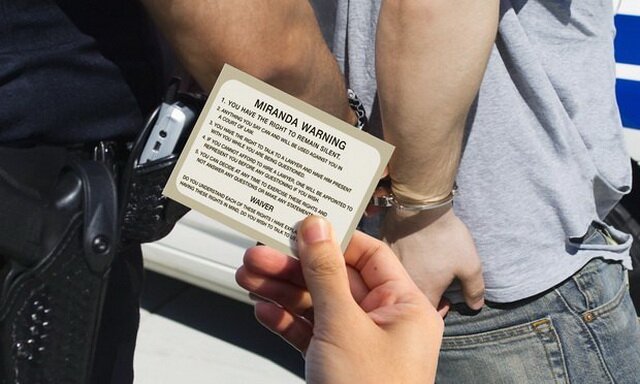 MIRANDA WARNING
1. YOU HAVE THE RIGHT TO REMAIN SILENT.
2. ANYTHING YOU SAY CAN AND WILL BE USED AGAINST YOU IN
A COURT OF LAW.
3. YOU HAVE THE RIGHT TO TALK TO A LAWYER AND HAVE HIM PRESENT
WITH YOU WHILE YOU ARE BEING QUESTIONED.
4. IF YOU CANNOT AFFORD TO HIRE A LAWYER, ONE WILL BE APPOINTED TO
REPRESENT YOU BEFORE ANY QUESTIONING IF YOU WISH.
5. YOU CAN DECIDE AT ANY TIME TO EXERCISE THESE RIGHTS AND
NOT ANSWER ANY QUESTIONS OR MAKE ANY STATEMENTS
WAIVER
DO YOU UNDERSTAND EACH OF THESE RIGHTS I HAVE
HAVING THESE RIGHTS IN MIND, DO YOU WISH TO TALK TO